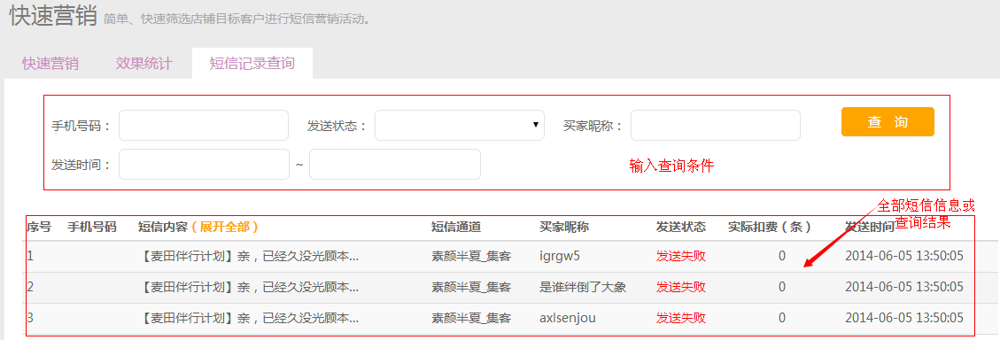 快速营销 简单、快速筛选店铺目标客户进行短信营销活动。
快速营销 效果统计 短信记录查询
手机号码： 发送状态： 买家昵称： 查 询
发送时间： ~ 输入查询条件
全部短信信息或
查询结果
序号 手机号码 短信内容（展开全部） 短信通道 买家昵称 发送状态 实际扣费（条） 发送时间
1 【麦田伴行计划】亲，已经久没光顾本... 素颜半夏_集客 igrgw5 发送失败 0 2014-06-05 13:50:05
2 【麦田伴行计划】亲，已经久没光顾本... 素颜半夏_集客 是谁绊倒了大象 发送失败 0 2014-06-05 13:50:05
3 【麦田伴行计划】亲，已经久没光顾本... 素颜半夏_集客 axlsenjou 发送失败 0 2014-06-05 13:50:05